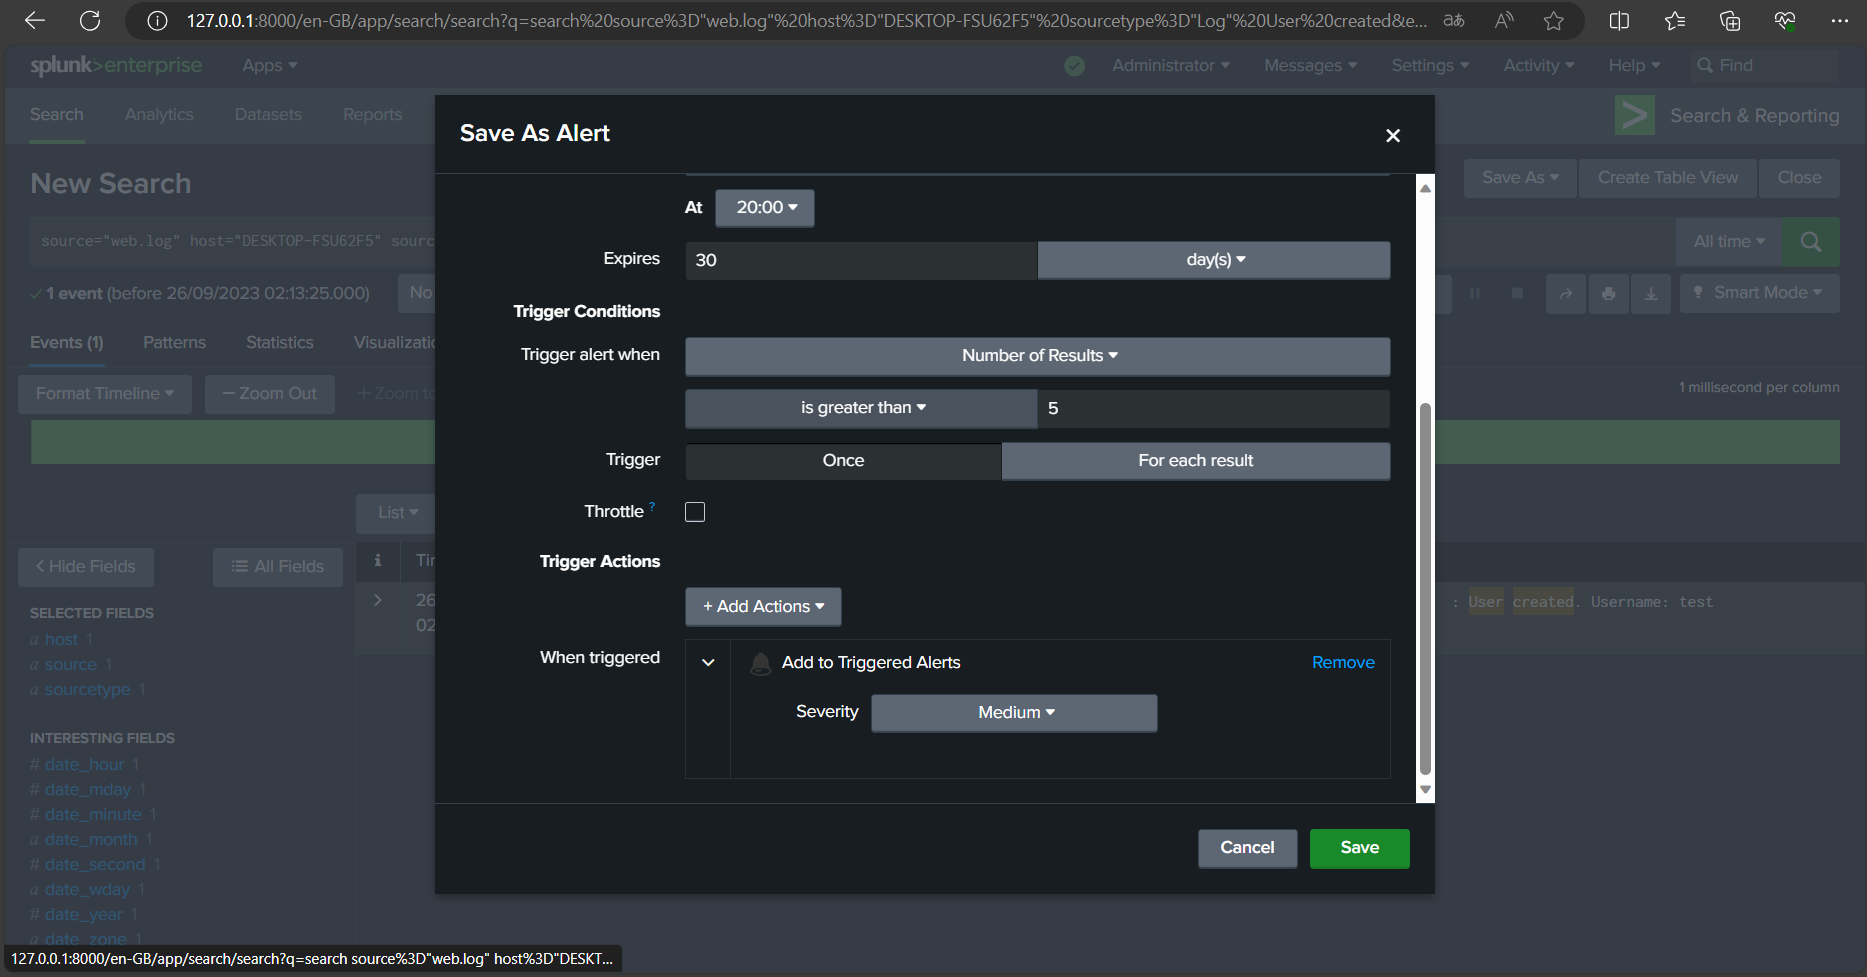 127.0.0.1:8000/en-GB/app/search/search?q=search%20source%3D"web.log"%20host%3D"DESKTOP-FSU62F5"%20sourcetype%3D"Log"%20User%20created&e...
splunk>enterprise Apps Administrator Messages Settings Activity Help Find
Search Analytics Datasets Reports Search & Reporting
Save As Alert
New Search Save As Create Table View Close
At 20:00
source="web.log" host="DESKTOP-FSU62F5" sourc All time
Expires 30 day(s)
✓ 1 event (before 26/09/2023 02:13:25.000) No Smart Mode
Trigger Conditions
Events (1) Patterns Statistics Visualizatic
Trigger alert when Number of Results
Format Timeline — Zoom Out + Zoom to 1 millisecond per column
is greater than 5
Trigger Once For each result
List Throttle ?
< Hide Fields All Fields i Tir Trigger Actions
26 + Add Actions : User created. Username: test
02
SELECTED FIELDS
a host 1
a source 1
a sourcetype 1
When triggered Add to Triggered Alerts Remove
Severity Medium
INTERESTING FIELDS
# date_hour 1
# date_mday 1
# date_minute 1
a date_month 1
# date_second 1
a date_wday 1
# date_year 1
a date_zone 1
Cancel Save
127.0.0.1:8000/en-GB/app/search/search?q=search source%3D"web.log" host%3D"DESKT...